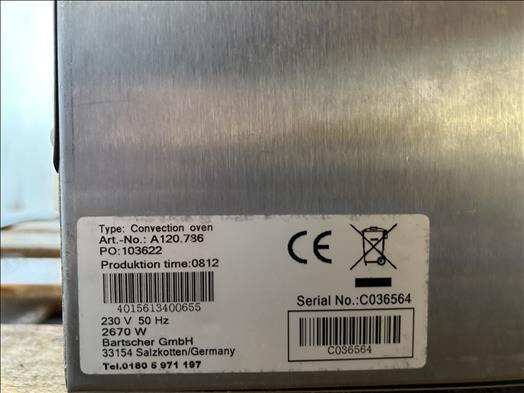 Type: Convection oven
Art.-No.: A120.786
PO:103622
Produktion time:0812
4015613400655
230 V 50 Hz
2670 W
Bartscher GmbH
33154 Salzkotten/Germany
Tel.0180 5 971 197
CE
Serial No.:C036564
C036564